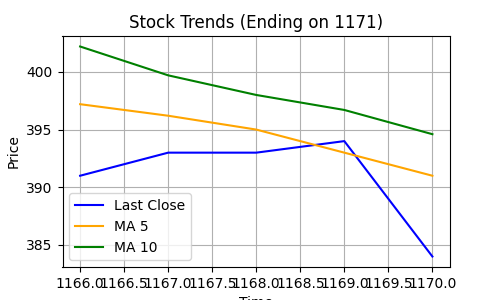 Stock Trends (Ending on 1171)
Price
400
395
390
385
Last Close
MA 5
MA 10
1166.0 1166.5 1167.0 1167.5 1168.0 1168.5 1169.0 1169.5 1170.0
Time